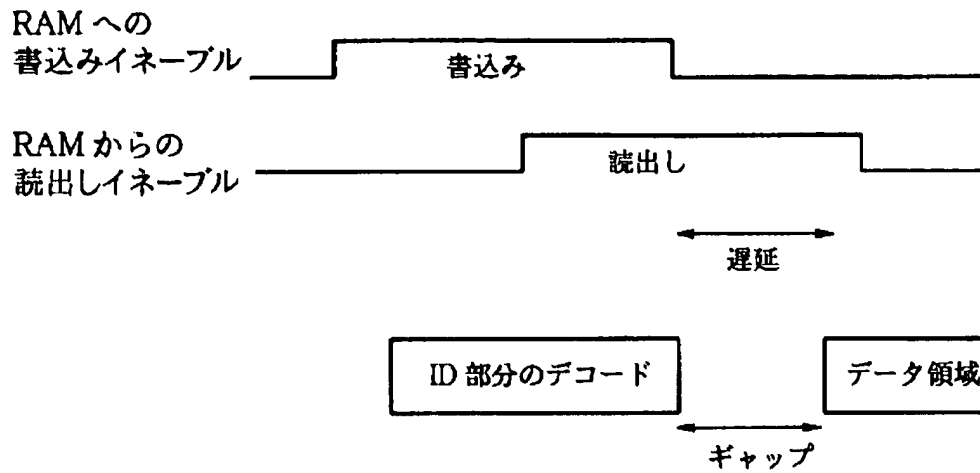 RAM への
書込みイネーブル
書込み
RAM からの
読出しイネーブル
読出し
遅延
ID 部分のデコード
データ領域
ギャップ